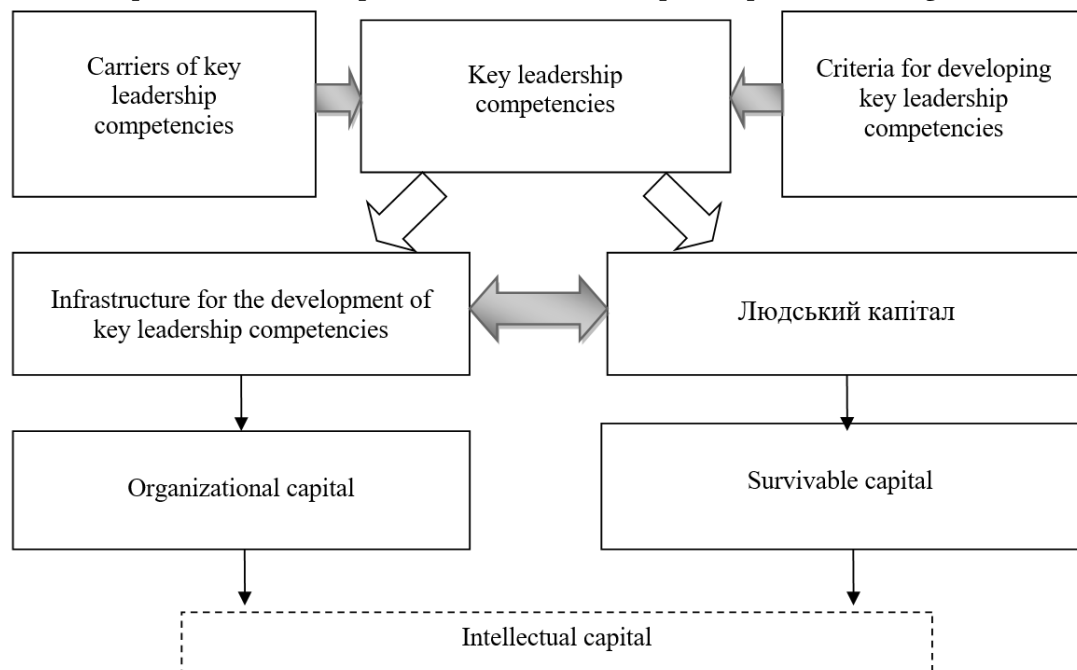 Carriers of key
leadership
competencies
Key leadership
competencies
Criteria for developing
key leadership
competencies
Infrastructure for the development of
key leadership competencies
Людський капітал
Organizational capital
Survivable capital
Intellectual capital